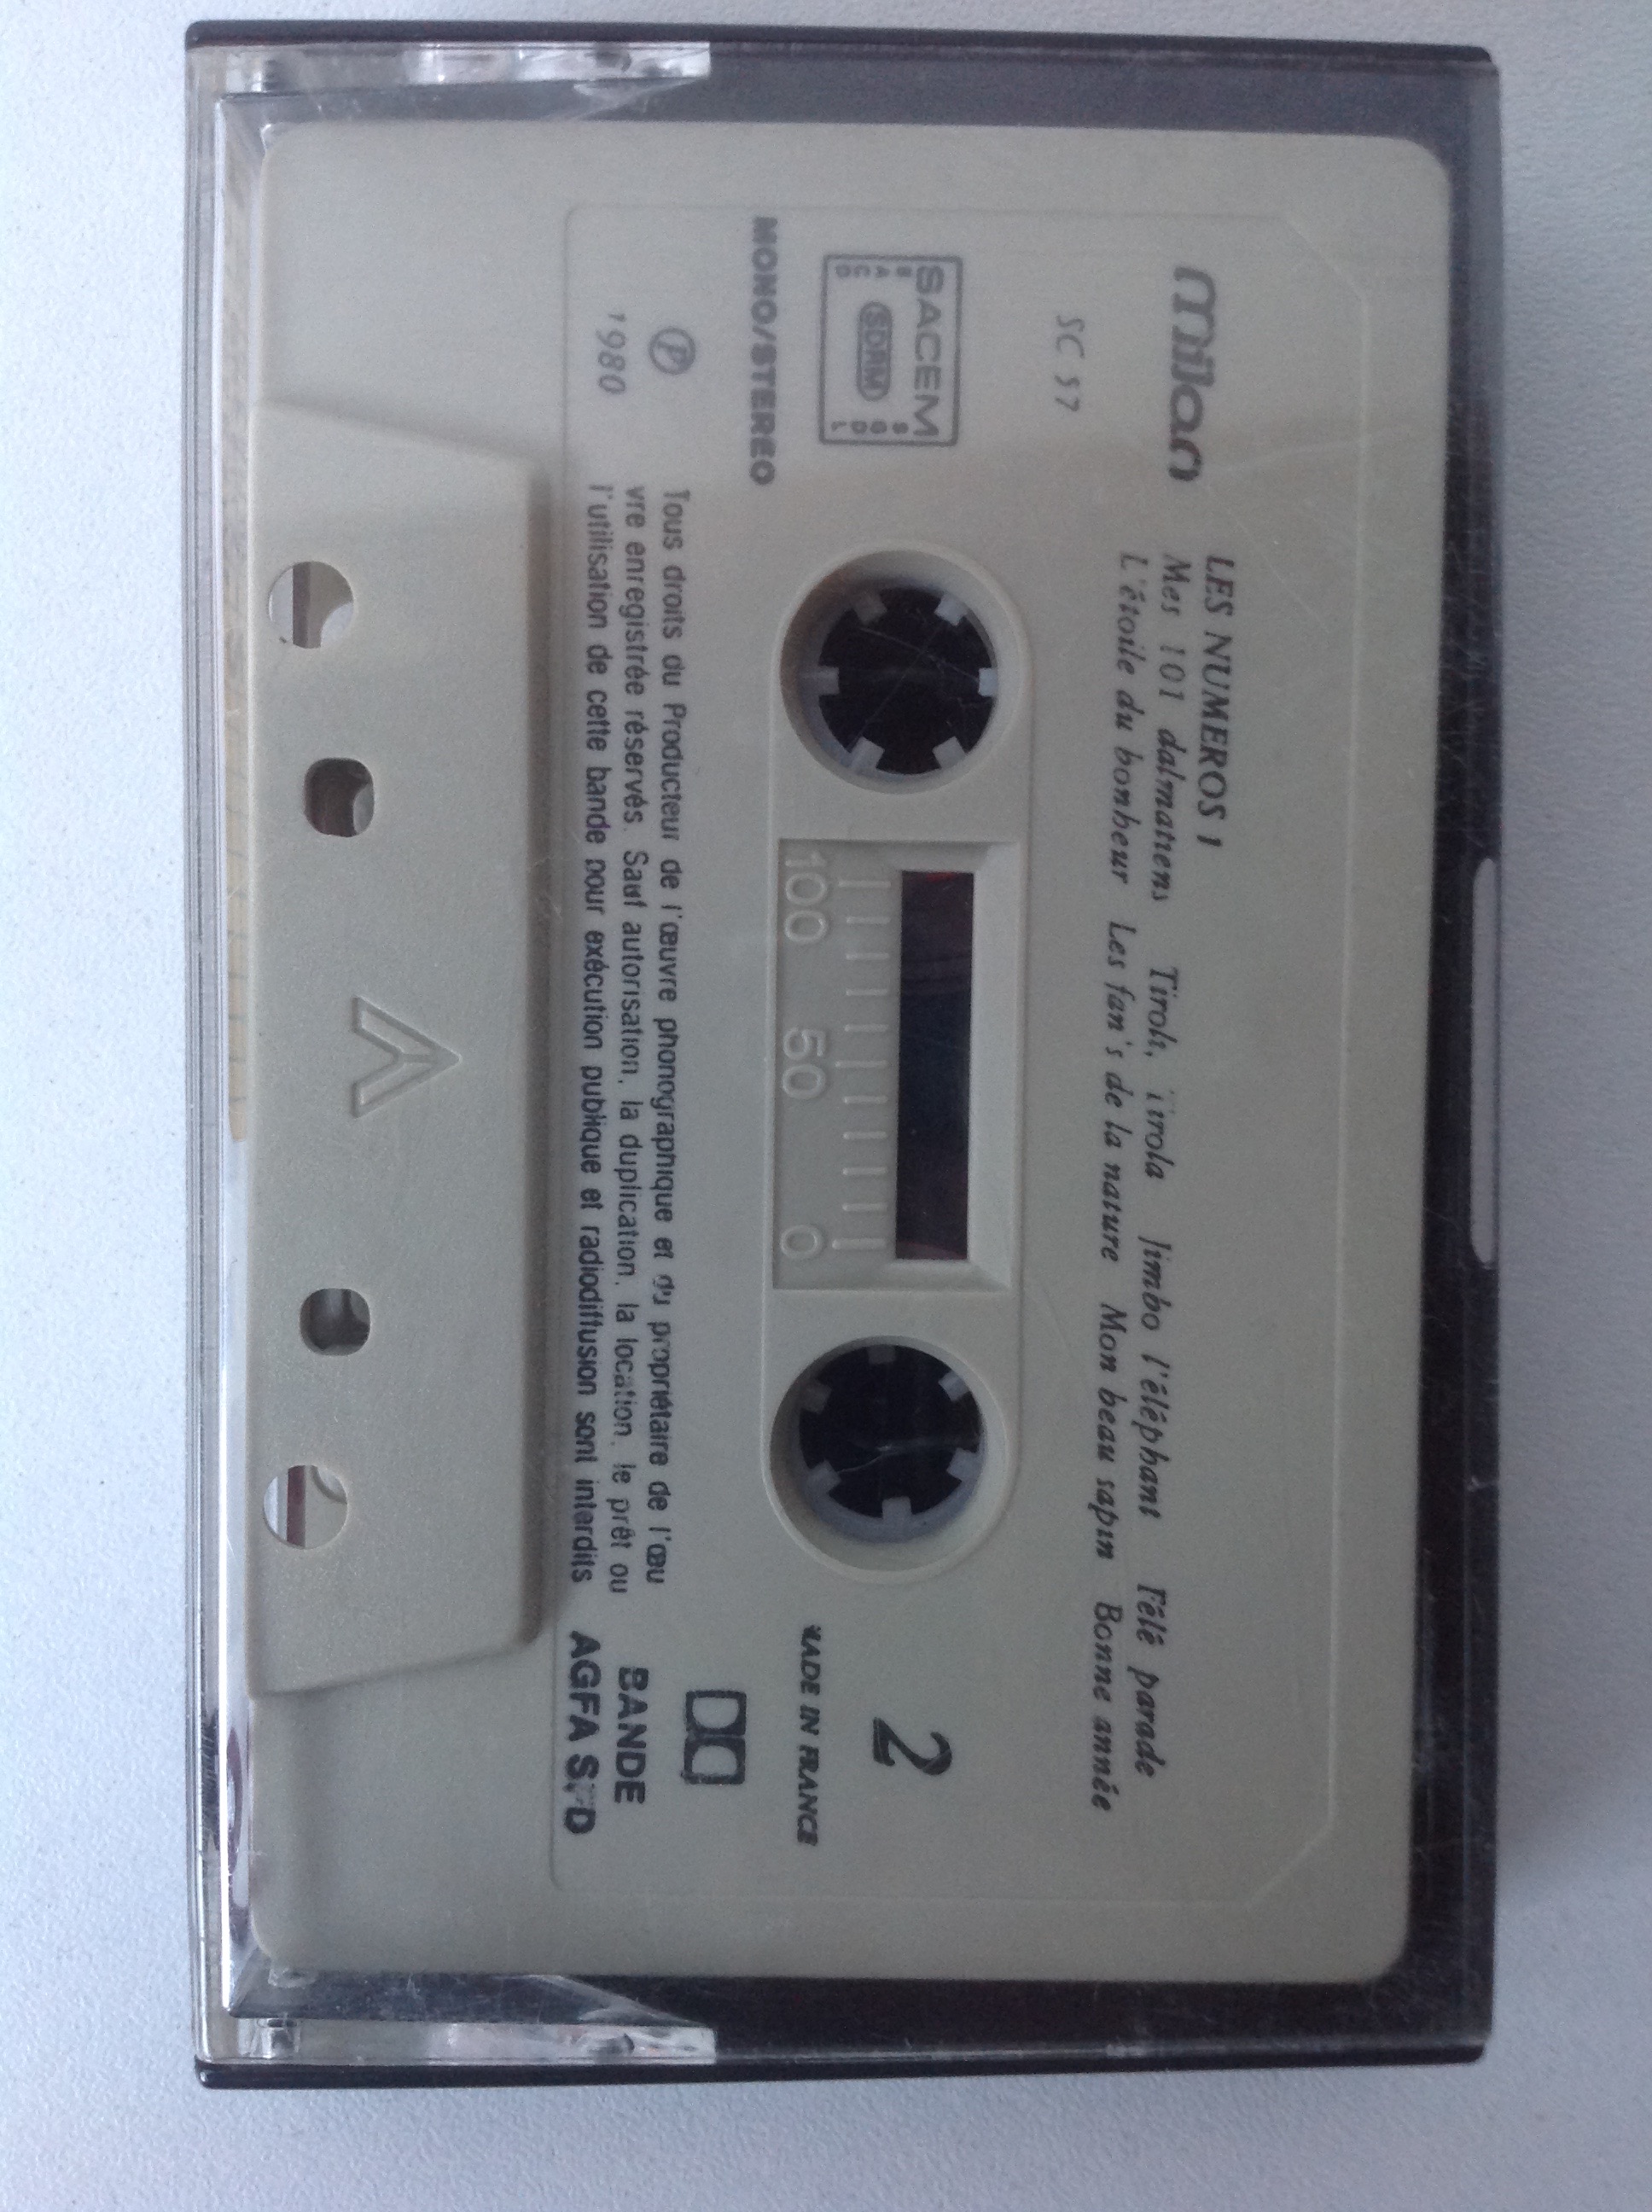 milan
LES NUMEROS 1
Mes 101 dalmatiens Tiroli, Tirola Jimbo l'éléphant Télé parade
L'étoile du bonheur Les fan's de la nature Mon beau sapin Bonne année
SC 57
SACEM
SDRM
SACD
SGDL
2
MONO/STEREO
MADE IN FRANCE
100 50 0
Ⓟ
1980
Tous droits du Producteur de l'œuvre phonographique et du propriétaire de l'œu
vre enregistrée réservés. Sauf autorisation, la duplication, la location, le prêt ou
l'utilisation de cette bande pour exécution publique et radiodiffusion sont interdits
BANDE
AGFA